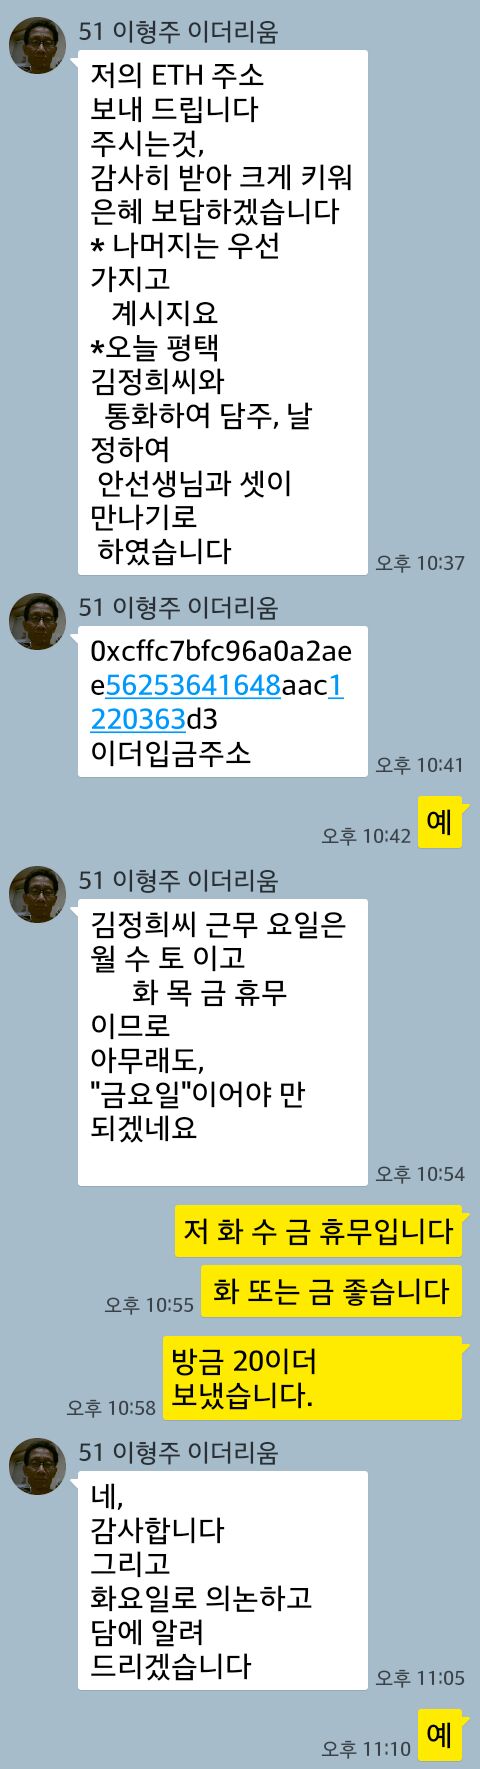 51 이형주 이더리움
저의 ETH 주소
보내 드립니다
주시는것,
감사히 받아 크게 키워
은혜 보답하겠습니다
* 나머지는 우선
가지고
계시지요
*오늘 평택
김정희씨와
통화하여 담주, 날
정하여
안선생님과 셋이
만나기로
하였습니다
오후 10:37
51 이형주 이더리움
0xcffc7bfc96a0a2ae
e56253641648aac1
220363d3
이더입금주소
오후 10:41
예
오후 10:42
51 이형주 이더리움
김정희씨 근무 요일은
월 수 토 이고
화 목 금 휴무
이므로
아무래도,
"금요일"이어야 만
되겠네요
오후 10:54
저 화 수 금 휴무입니다
화 또는 금 좋습니다
오후 10:55
방금 20이더
보냈습니다.
오후 10:58
51 이형주 이더리움
네,
감사합니다
그리고
화요일로 의논하고
담에 알려
드리겠습니다
오후 11:05
예
오후 11:10